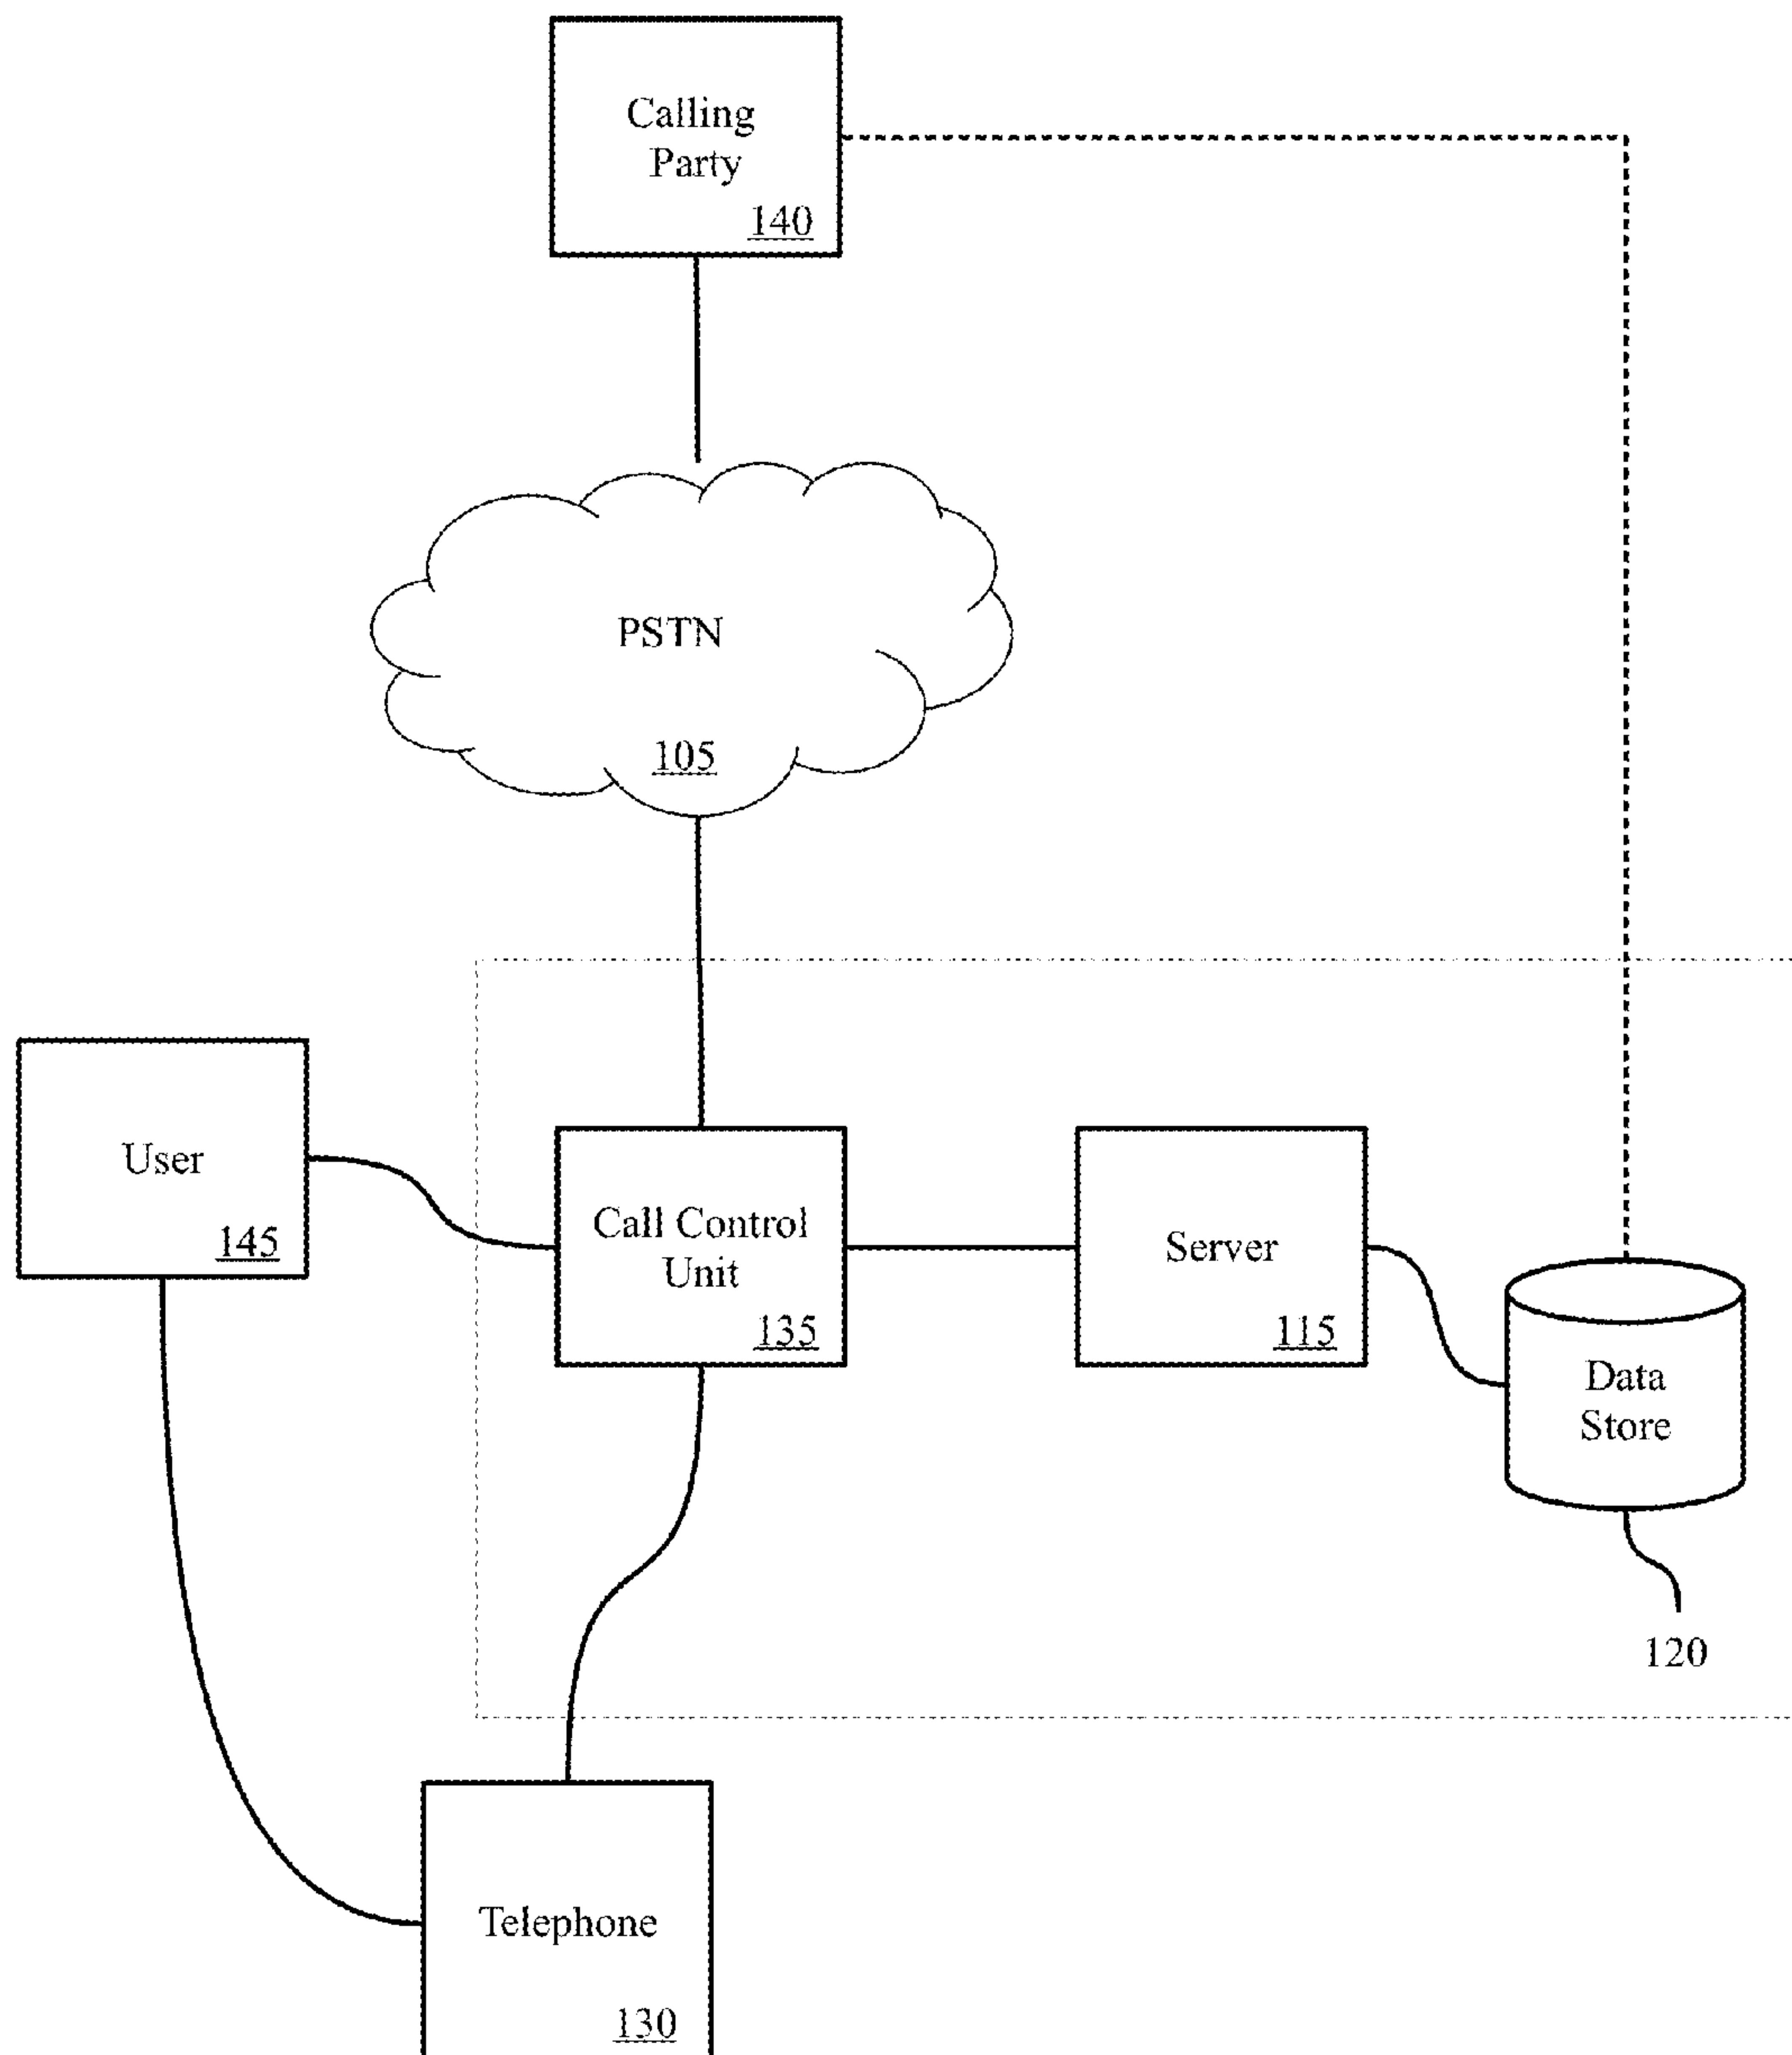 Calling
Party
140
PSTN
105
User
145
Call Control
Unit
135
Server
115
Data
Store
120
Telephone
130